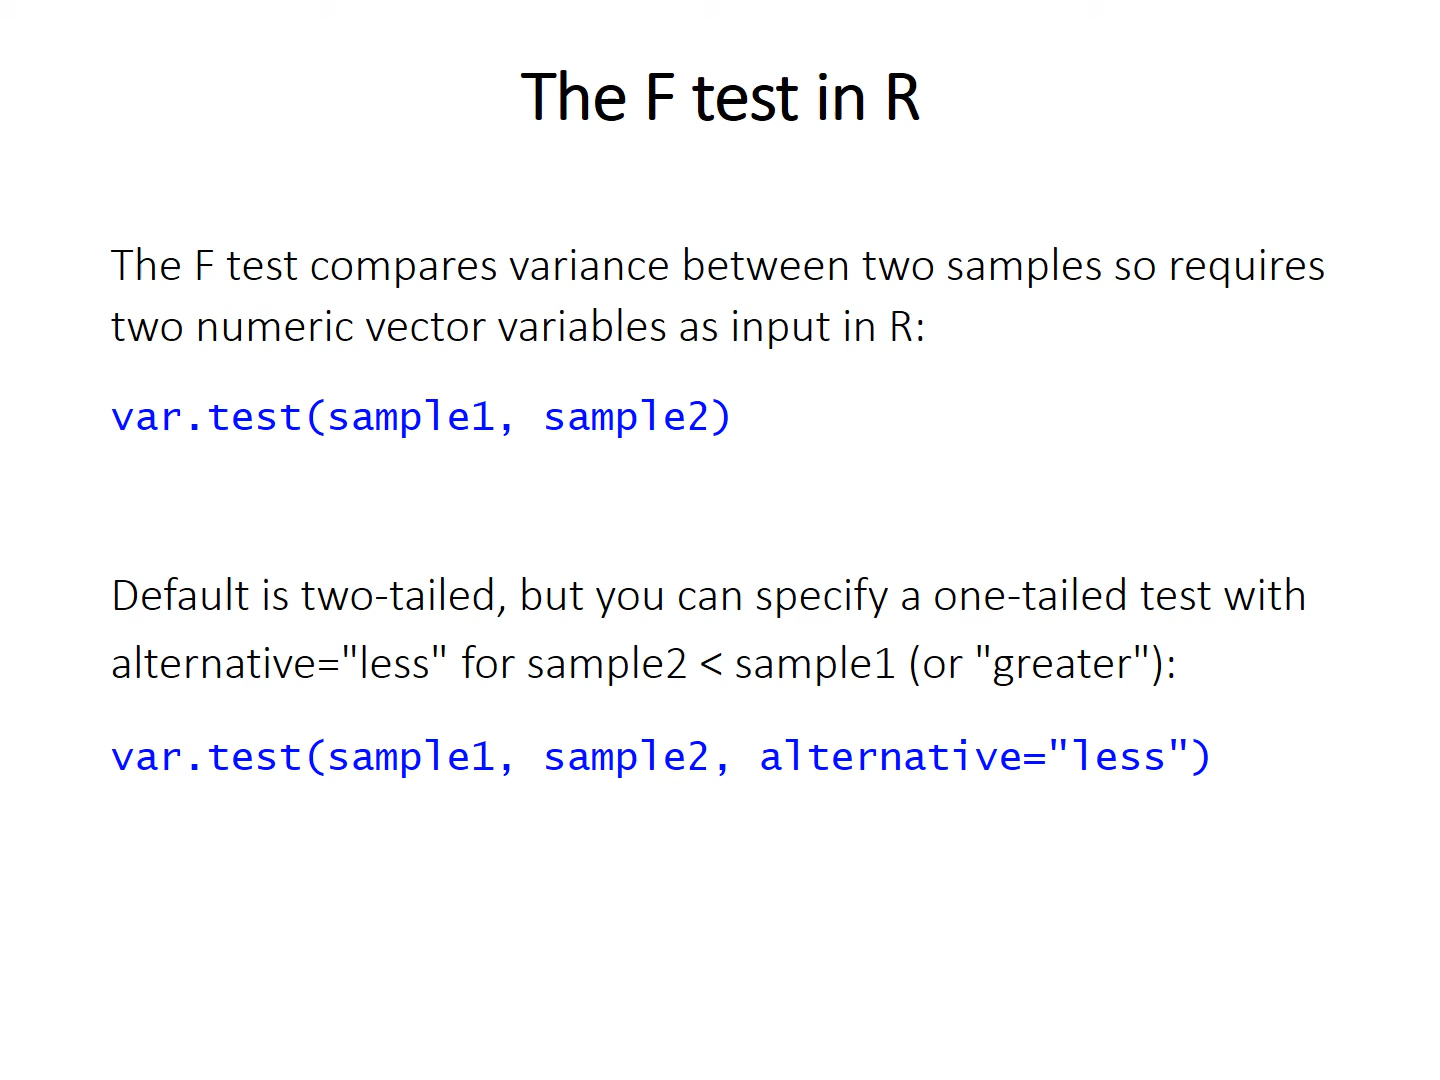 The F test in R
The F test compares variance between two samples so requires
two numeric vector variables as input in R:
var.test(sample1, sample2)
Default is two-tailed, but you can specify a one-tailed test with
alternative="less" for sample2 < sample1 (or "greater"):
var.test(sample1, sample2, alternative="less")